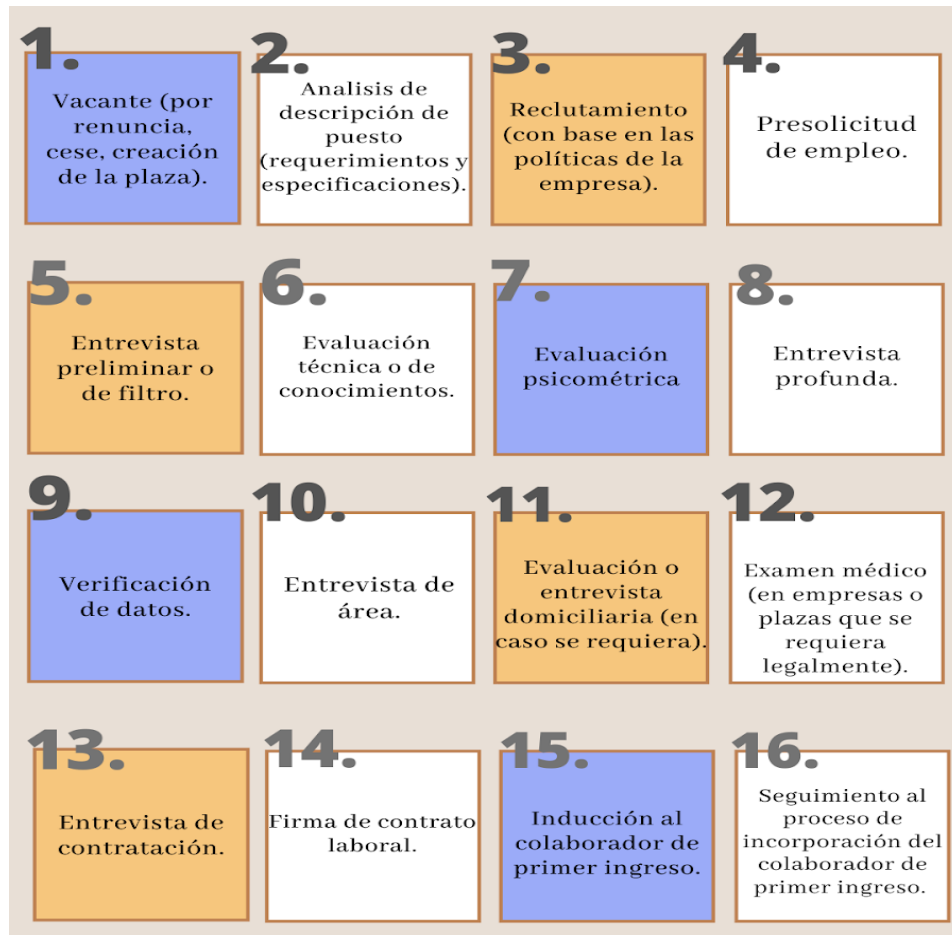 1.
Vacante (por
renuncia,
cese, creación
de la plaza).
2.
Analisis de
descripción de
puesto
(requerimientos y
especificaciones).
3.
Reclutamiento
(con base en las
políticas de la
empresa).
4.
Presolicitud
de empleo.
5.
Entrevista
preliminar o
de filtro.
6.
Evaluación
técnica o de
conocimientos.
7.
Evaluación
psicométrica
8.
Entrevista
profunda.
9.
Verificación
de datos.
10.
Entrevista de
área.
11.
Evaluación o
entrevista
domiciliaria (en
caso se requiera).
12.
Examen médico
(en empresas o
plazas que se
requiera
legalmente).
13.
Entrevista de
contratación.
14.
Firma de contrato
laboral.
15.
Inducción al
colaborador de
primer ingreso.
16.
Seguimiento al
proceso de
incorporación del
colaborador de
primer ingreso.